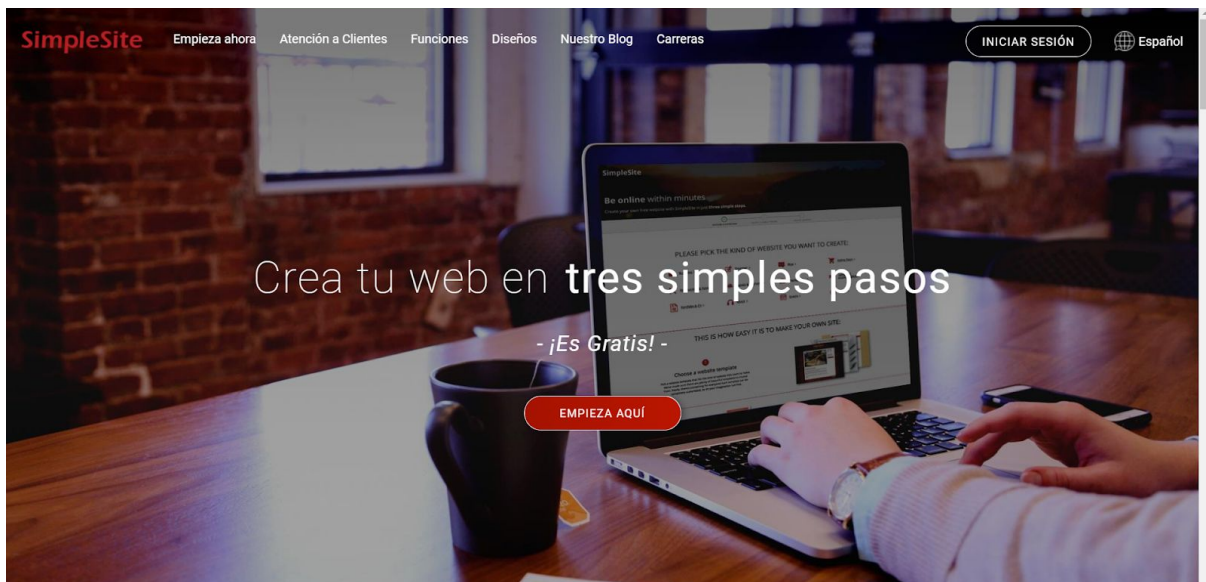 SimpleSite
Empieza ahora
Atención a Clientes
Funciones
Diseños
Nuestro Blog
Carreras
INICIAR SESIÓN
Español
SimpleSite
Be online within minutes
PLEASE PICK THE KIND OF WEBSITE YOU WANT TO CREATE:
Crea tu web en tres simples pasos
THIS IS HOW EASY IT IS TO MAKE YOUR OWN SITE:
- ¡Es Gratis! -
Choose a website template
EMPIEZA AQUÍ